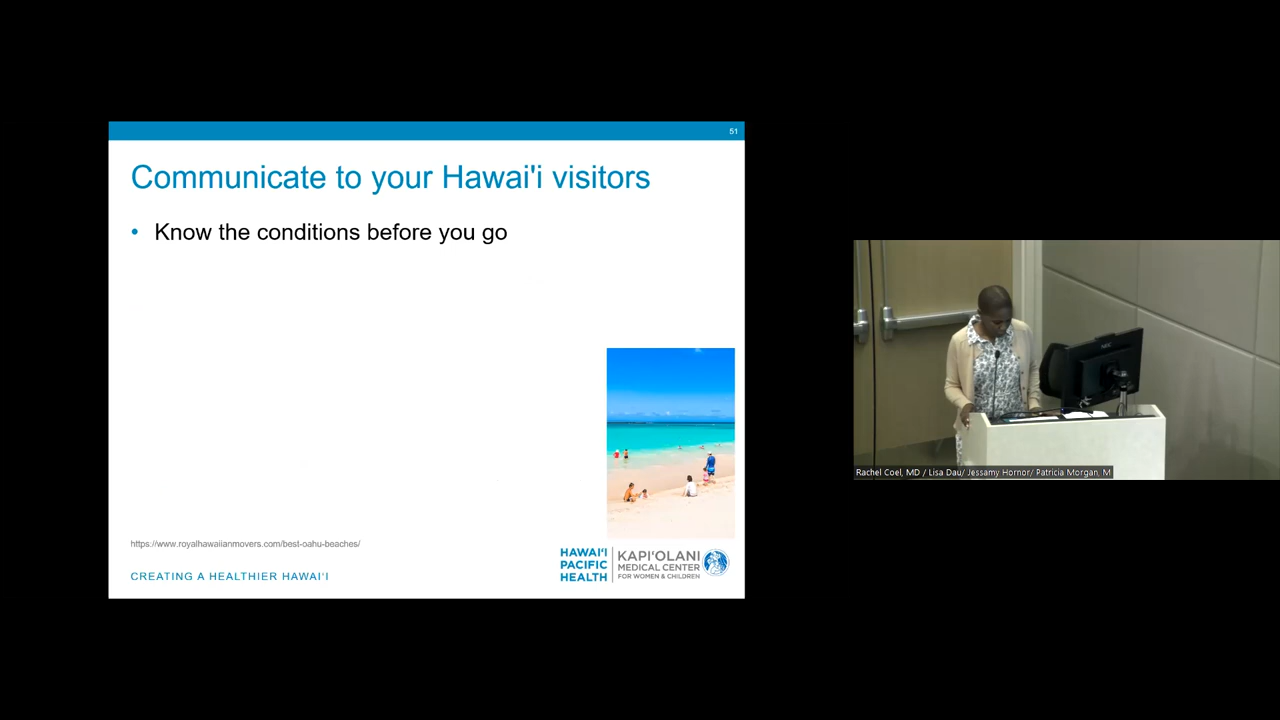 51
Communicate to your Hawai'i visitors
• Know the conditions before you go
https://www.royalhawaiianmovers.com/best-oahu-beaches/
CREATING A HEALTHIER HAWAI‘I
HAWAI‘I
PACIFIC
HEALTH
KAPI‘OLANI
MEDICAL CENTER
FOR WOMEN & CHILDREN
NEC
Rachel Coel, MD / Lisa Dau/ Jessamy Hornor/ Patricia Morgan, M